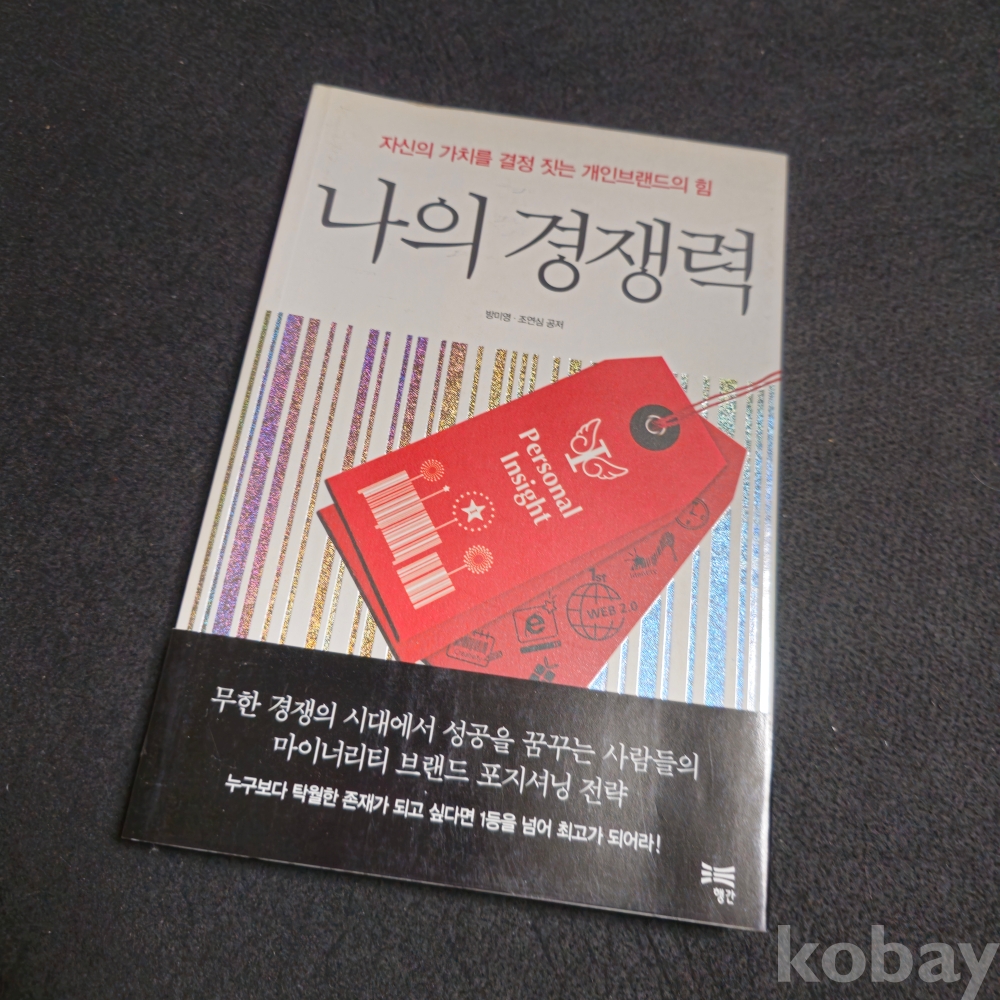 자신의 가치를 결정 짓는 개인브랜드의 힘
나의 경쟁력
방미영 · 조연심 공저
Personal
Insight
1ST
WEB 2.0
e
무한 경쟁의 시대에서 성공을 꿈꾸는 사람들의
마이너리티 브랜드 포지셔닝 전략
누구보다 탁월한 존재가 되고 싶다면 1등을 넘어 최고가 되어라!
행간
kobay